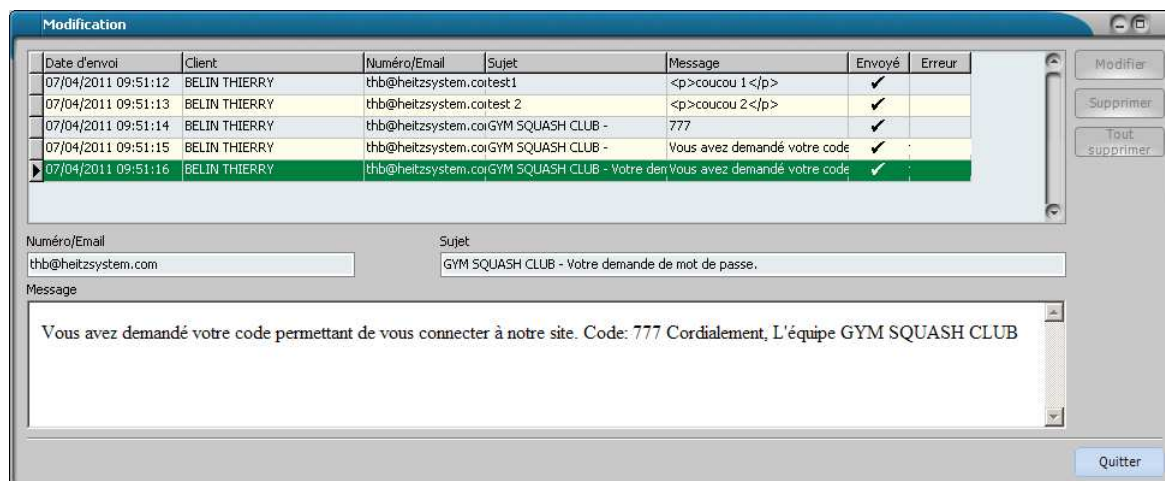 Modification
Date d'envoi Client Numéro/Email Sujet Message Envoyé Erreur
07/04/2011 09:51:12 BELIN THIERRY thb@heitzsystem.co test1 <p>coucou 1</p>
07/04/2011 09:51:13 BELIN THIERRY thb@heitzsystem.co test 2 <p>coucou 2</p>
07/04/2011 09:51:14 BELIN THIERRY thb@heitzsystem.co GYM SQUASH CLUB - 777
07/04/2011 09:51:15 BELIN THIERRY thb@heitzsystem.co GYM SQUASH CLUB - Vous avez demandé votre code
07/04/2011 09:51:16 BELIN THIERRY thb@heitzsystem.co GYM SQUASH CLUB - Votre den Vous avez demandé votre code
Modifier
Supprimer
Tout
supprimer
Numéro/Email Sujet
thb@heitzsystem.com GYM SQUASH CLUB - Votre demande de mot de passe.
Message
Vous avez demandé votre code permettant de vous connecter à notre site. Code: 777 Cordialement, L'équipe GYM SQUASH CLUB
Quitter